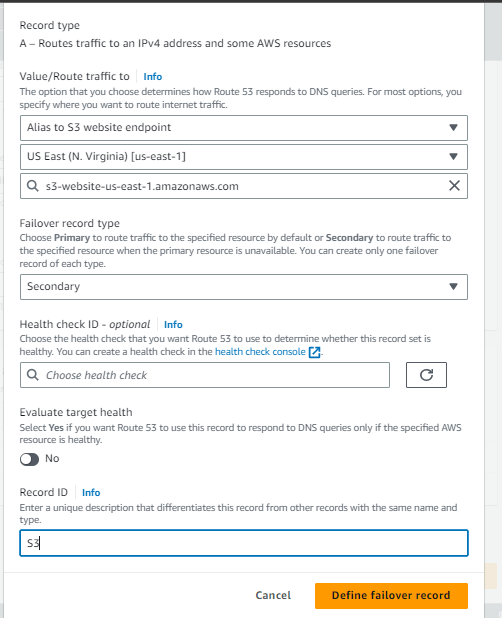 Record type
A – Routes traffic to an IPv4 address and some AWS resources
Value/Route traffic to Info
The option that you choose determines how Route 53 responds to DNS queries. For most options, you
specify where you want to route internet traffic.
Alias to S3 website endpoint
US East (N. Virginia) [us-east-1]
s3-website-us-east-1.amazonaws.com
Failover record type
Choose Primary to route traffic to the specified resource by default or Secondary to route traffic to
the specified resource when the primary resource is unavailable. You can create only one failover
record of each type.
Secondary
Health check ID - optional Info
Choose the health check that you want Route 53 to use to determine whether this record set is
healthy. You can create a health check in the health check console.
Choose health check
Evaluate target health
Select Yes if you want Route 53 to use this record to respond to DNS queries only if the specified AWS
resource is healthy.
No
Record ID Info
Enter a unique description that differentiates this record from other records with the same name and
type.
S3
Cancel Define failover record